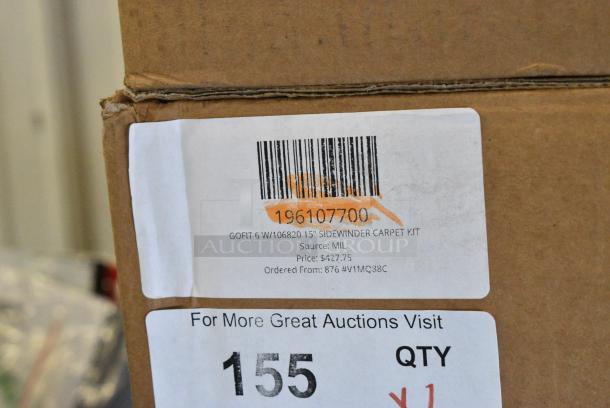 196107700
GOFIT 6 W/106820 15" SIDEWINDER CARPET KIT
Source: MIL
Price: $427.75
Ordered From: 876 #V1MQ38C
AUCTION GROUP
For More Great Auctions Visit
155
QTY
X1